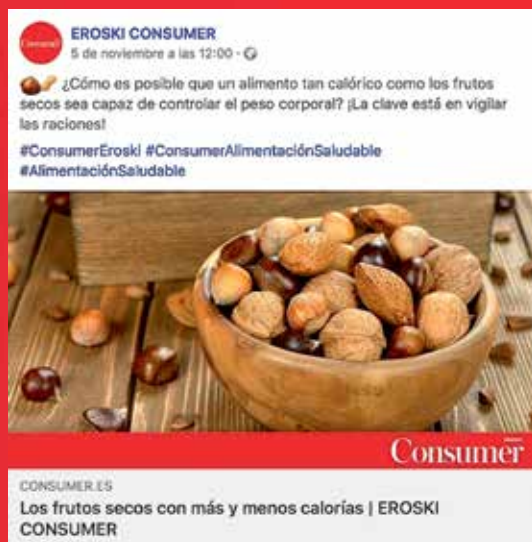 Consumer
EROSKI CONSUMER
5 de noviembre a las 12:00 ·
¿Cómo es posible que un alimento tan calórico como los frutos
secos sea capaz de controlar el peso corporal? ¡La clave está en vigilar
las raciones!
#ConsumerEroski #ConsumerAlimentaciónSaludable
#AlimentaciónSaludable
Consumer
CONSUMER.ES
Los frutos secos con más y menos calorías | EROSKI
CONSUMER